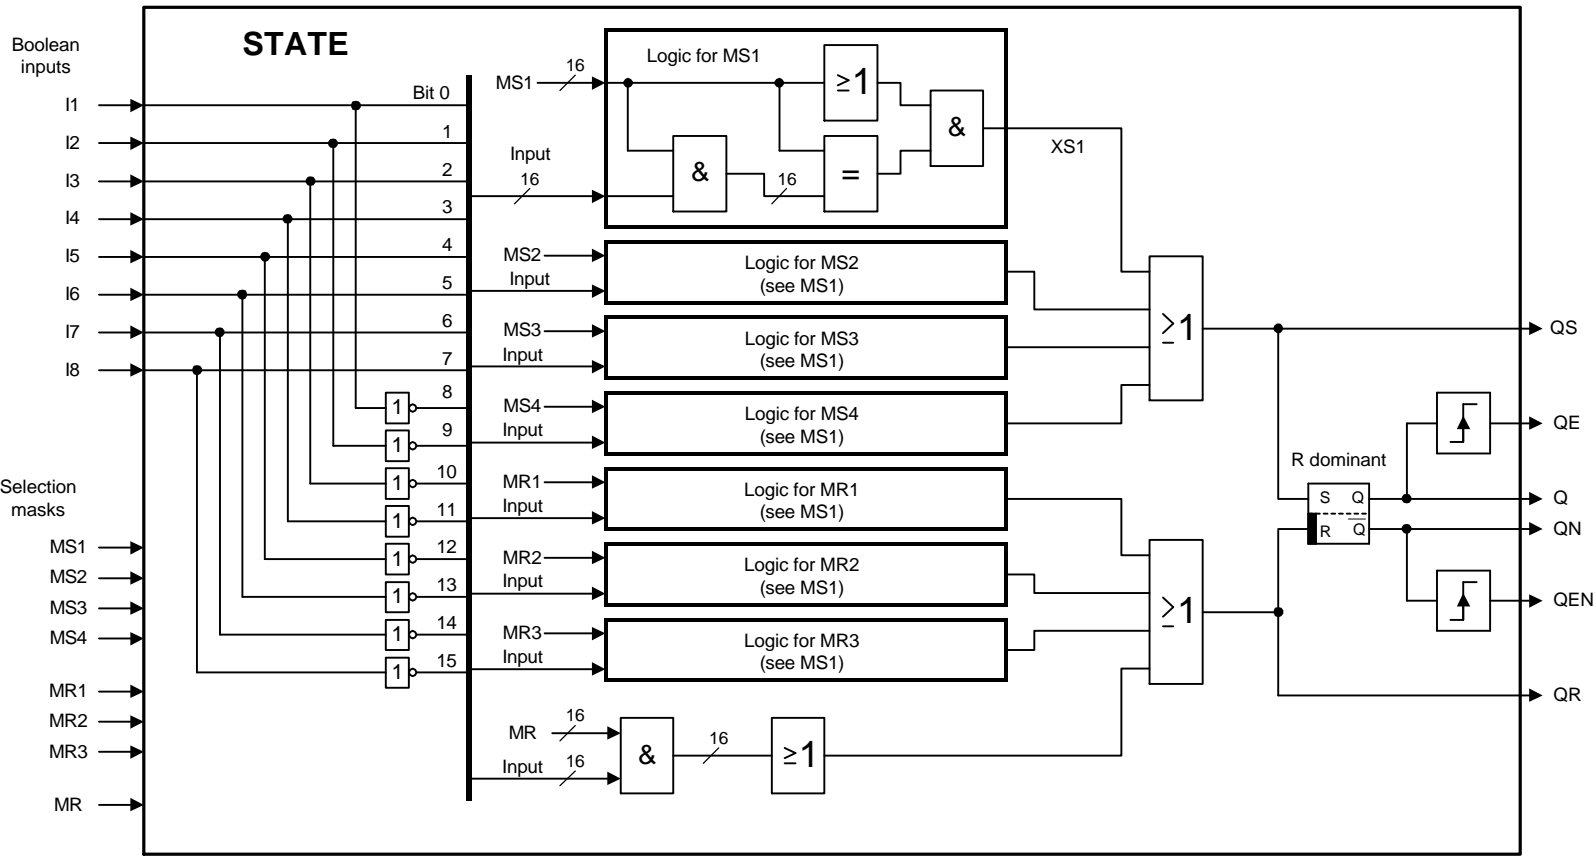 STATE
Boolean
inputs
I1
I2
I3
I4
I5
I6
I7
I8
Selection
masks
MS1
MS2
MS3
MS4
MR1
MR2
MR3
MR
Bit 0
1
2
3
4
5
6
7
1 8
1 9
1 10
1 11
1 12
1 13
1 14
1 15
MS1 16
Input
16
Logic for MS1
≥1
&
&
16
=
XS1
MS2
Input
Logic for MS2
(see MS1)
MS3
Input
Logic for MS3
(see MS1)
MS4
Input
Logic for MS4
(see MS1)
MR1
Input
Logic for MR1
(see MS1)
MR2
Input
Logic for MR2
(see MS1)
MR3
Input
Logic for MR3
(see MS1)
MR 16
Input 16
&
16
≥1
≥1
≥1
R dominant
S Q
R Q̅
QS
QE
Q
QN
QEN
QR